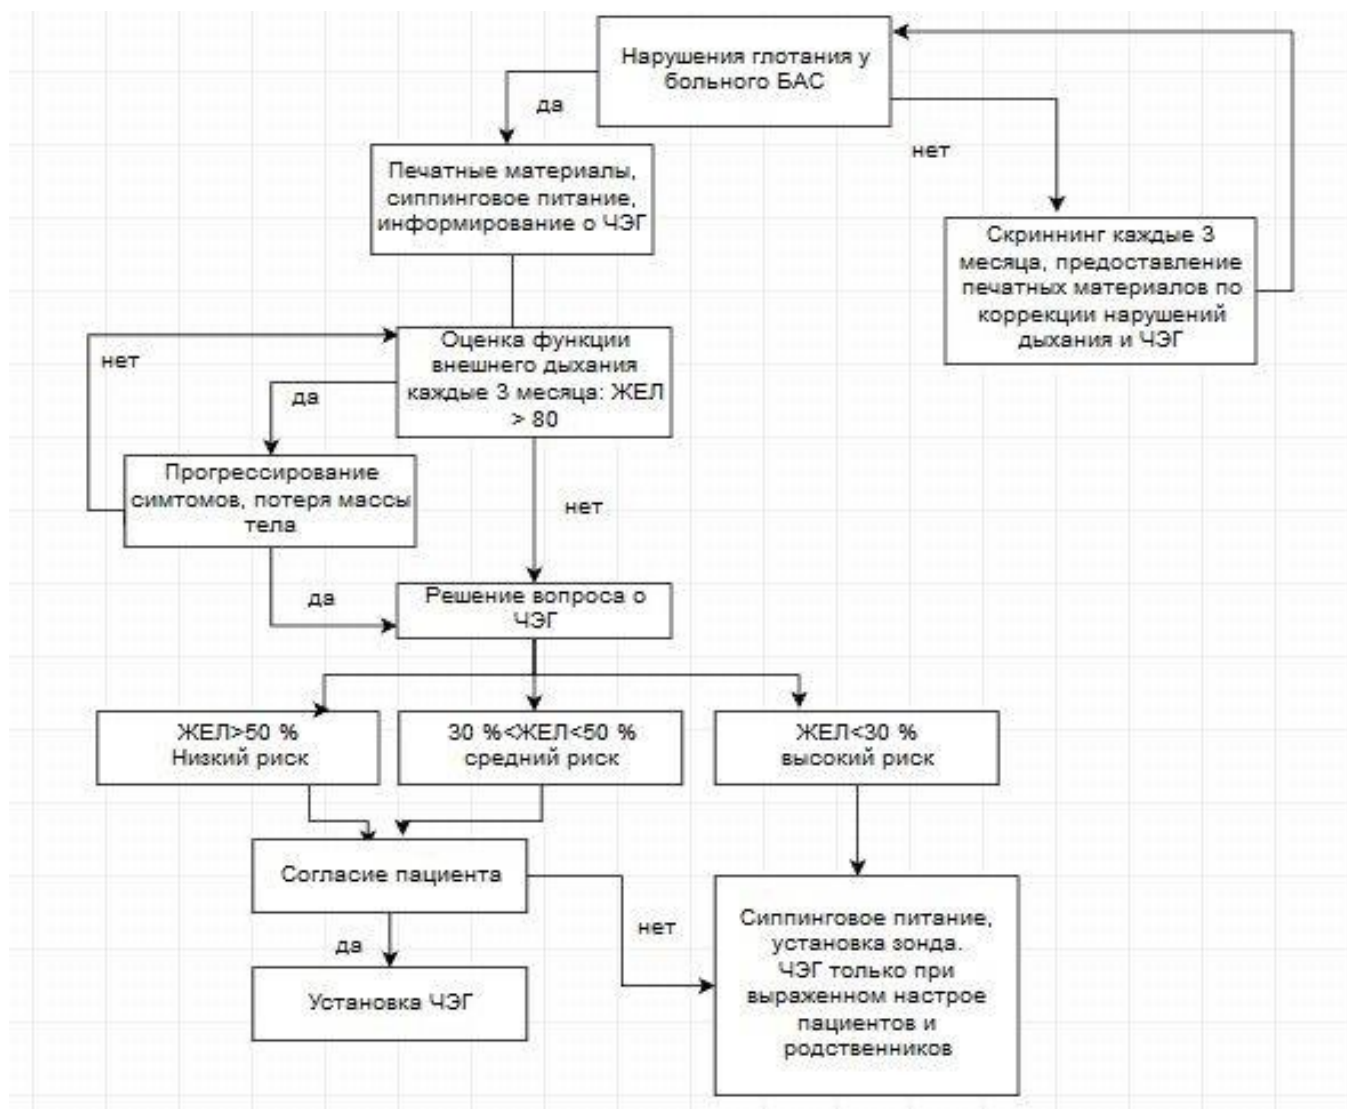 Нарушения глотания у
больного БАС
да
нет
Печатные материалы,
сиппинговое питание,
информирование о ЧЭГ
Скриннинг каждые 3
месяца, предоставление
печатных материалов по
коррекции нарушений
дыхания и ЧЭГ
нет
Оценка функции
внешнего дыхания
каждые 3 месяца: ЖЕЛ
> 80
да
Прогрессирование
симтомов, потеря массы
тела
нет
да
Решение вопроса о
ЧЭГ
ЖЕЛ>50 %
Низкий риск
30 %<ЖЕЛ<50 %
средний риск
ЖЕЛ<30 %
высокий риск
Согласие пациента
да
нет
Установка ЧЭГ
Сиппинговое питание,
установка зонда.
ЧЭГ только при
выраженном настрое
пациентов и
родственников